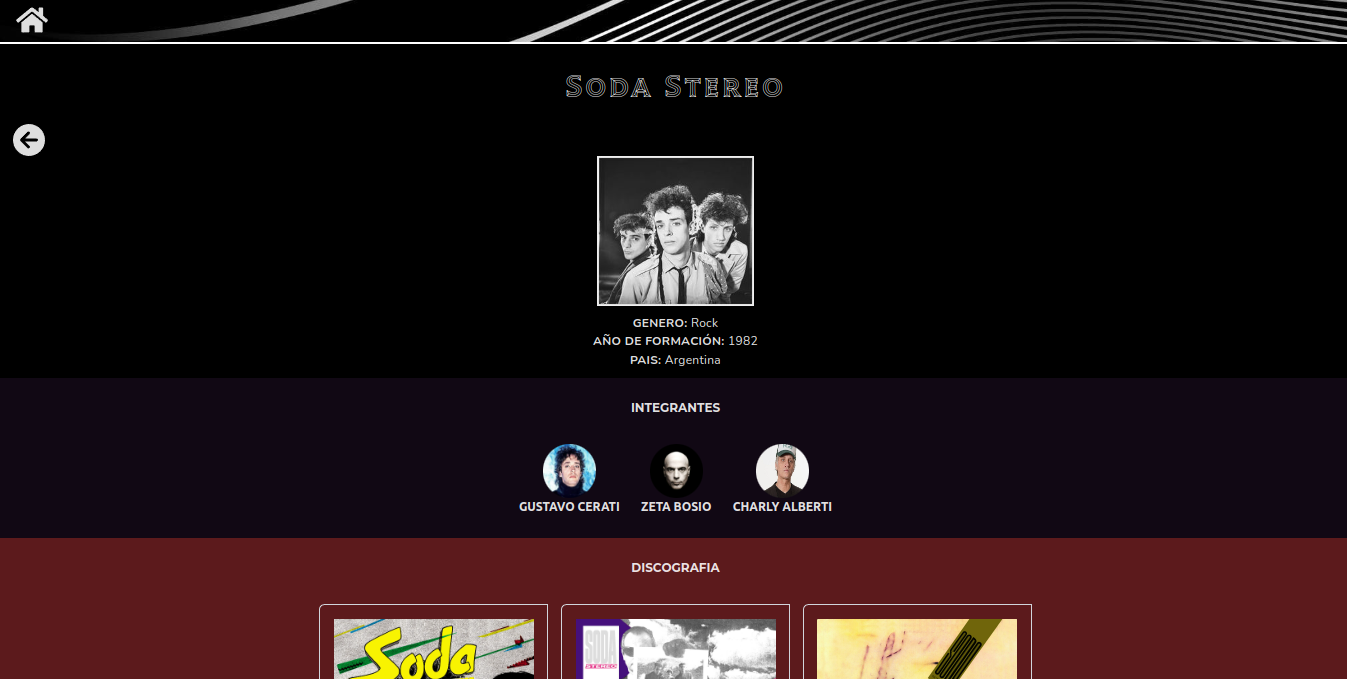 Soda Stereo
GENERO: Rock
AÑO DE FORMACIÓN: 1982
PAIS: Argentina
INTEGRANTES
GUSTAVO CERATI ZETA BOSIO CHARLY ALBERTI
DISCOGRAFIA
Soda SODA STEREO SODA